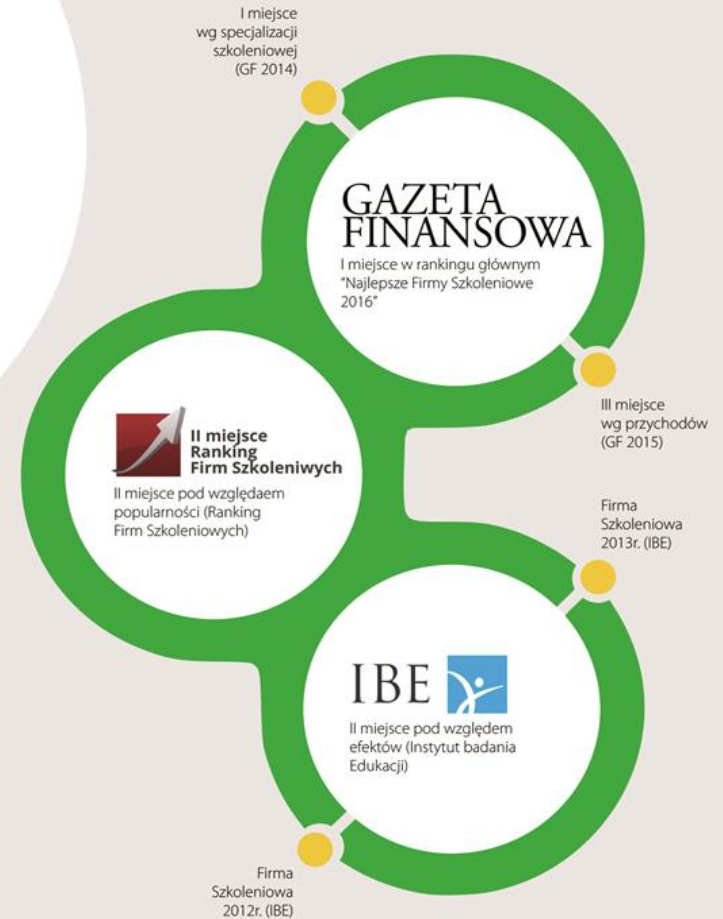 I miejsce
wg specjalizacji
szkoleniowej
(GF 2014)
GAZETA
FINANSOWA
I miejsce w rankingu głównym
"Najlepsze Firmy Szkoleniowe
2016"
III miejsce
wg przychodów
(GF 2015)
II miejsce
Ranking
Firm Szkoleniwych
II miejsce pod względaem
popularności (Ranking
Firm Szkoleniowych)
Firma
Szkoleniowa
2013r. (IBE)
IBE
II miejsce pod względem
efektów (Instytut badania
Edukacji)
Firma
Szkoleniowa
2012r. (IBE)